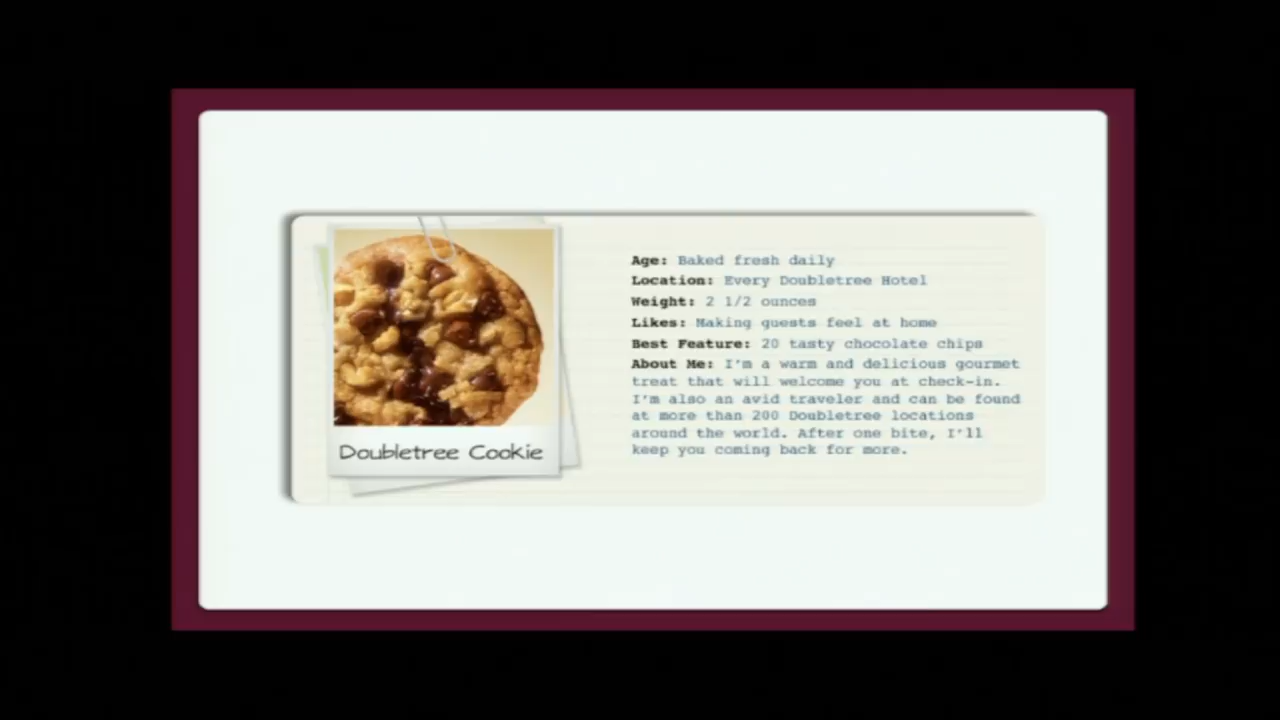 Age: Baked fresh daily
Location: Every Doubletree Hotel
Weight: 2 1/2 ounces
Likes: Making guests feel at home
Best Feature: 20 tasty chocolate chips
About Me: I'm a warm and delicious gourmet
treat that will welcome you at check-in.
I'm also an avid traveler and can be found
at more than 200 Doubletree locations
around the world. After one bite, I'll
keep you coming back for more.
Doubletree Cookie